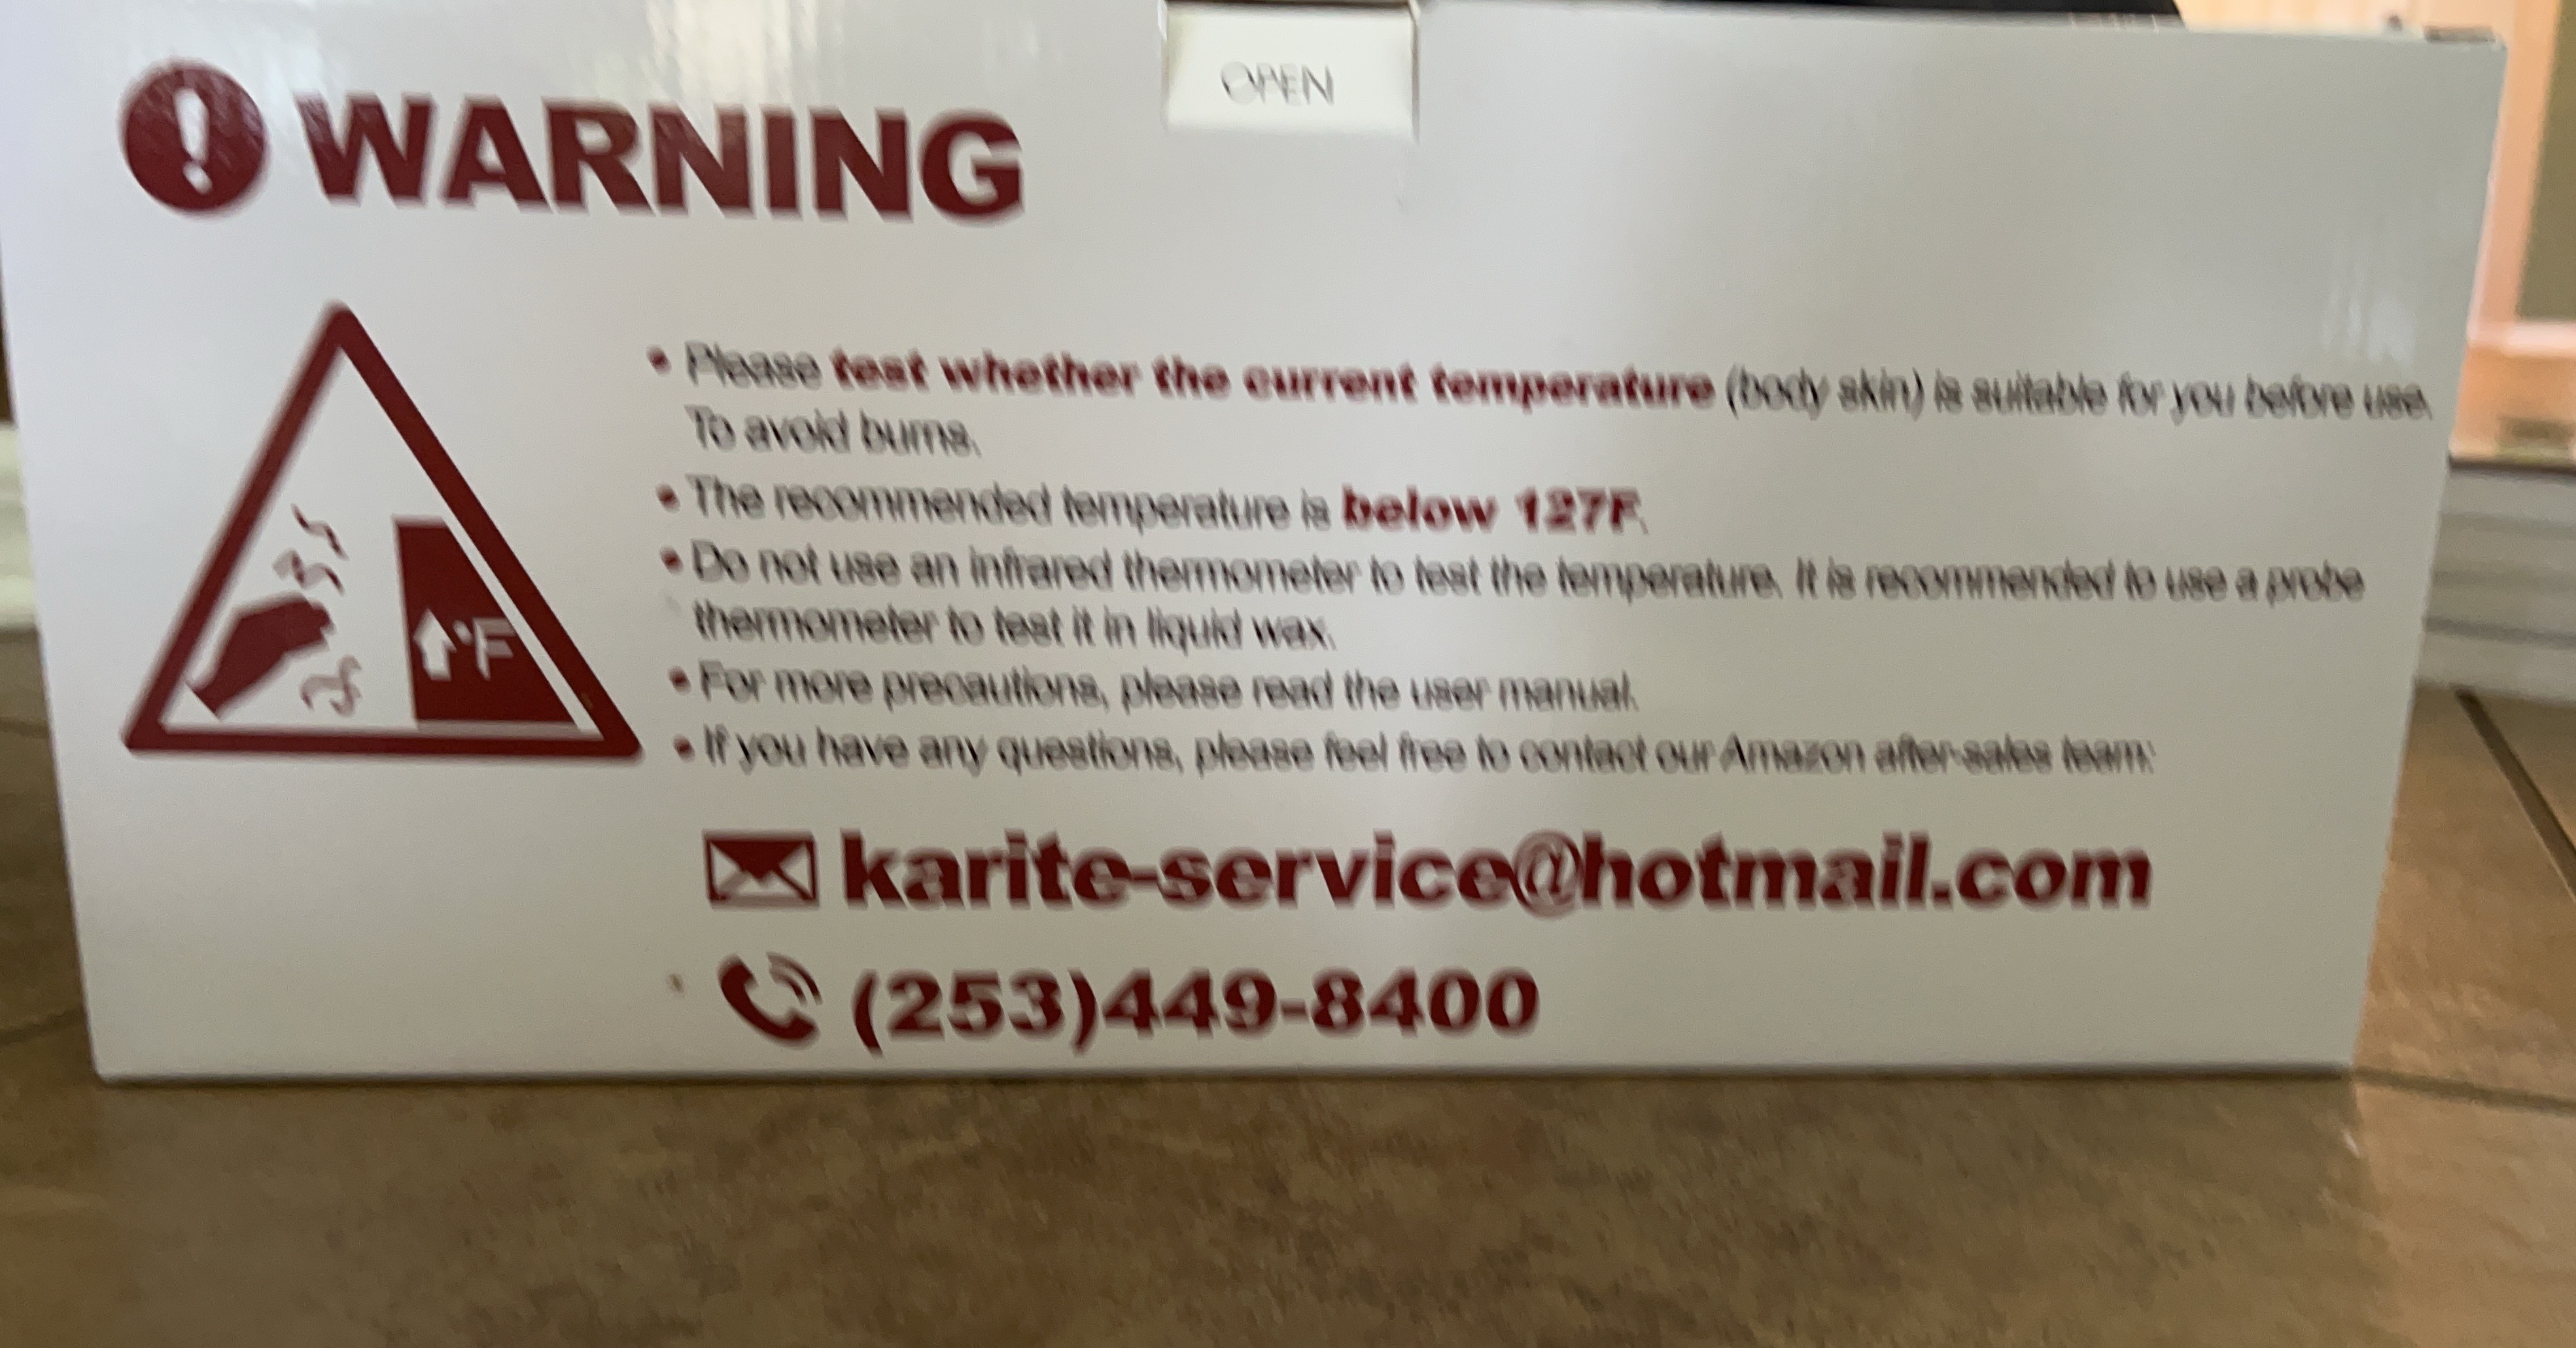 OPEN
WARNING
• Please test whether the current temperature (body skin) is suitable for you before use.
To avoid burns.
• The recommended temperature is below 127F.
• Do not use an infrared thermometer to test the temperature. It is recommended to use a probe
thermometer to test it in liquid wax.
• For more precautions, please read the user manual.
• If you have any questions, please feel free to contact our Amazon after-sales team:
°F
karite-service@hotmail.com
(253)449-8400